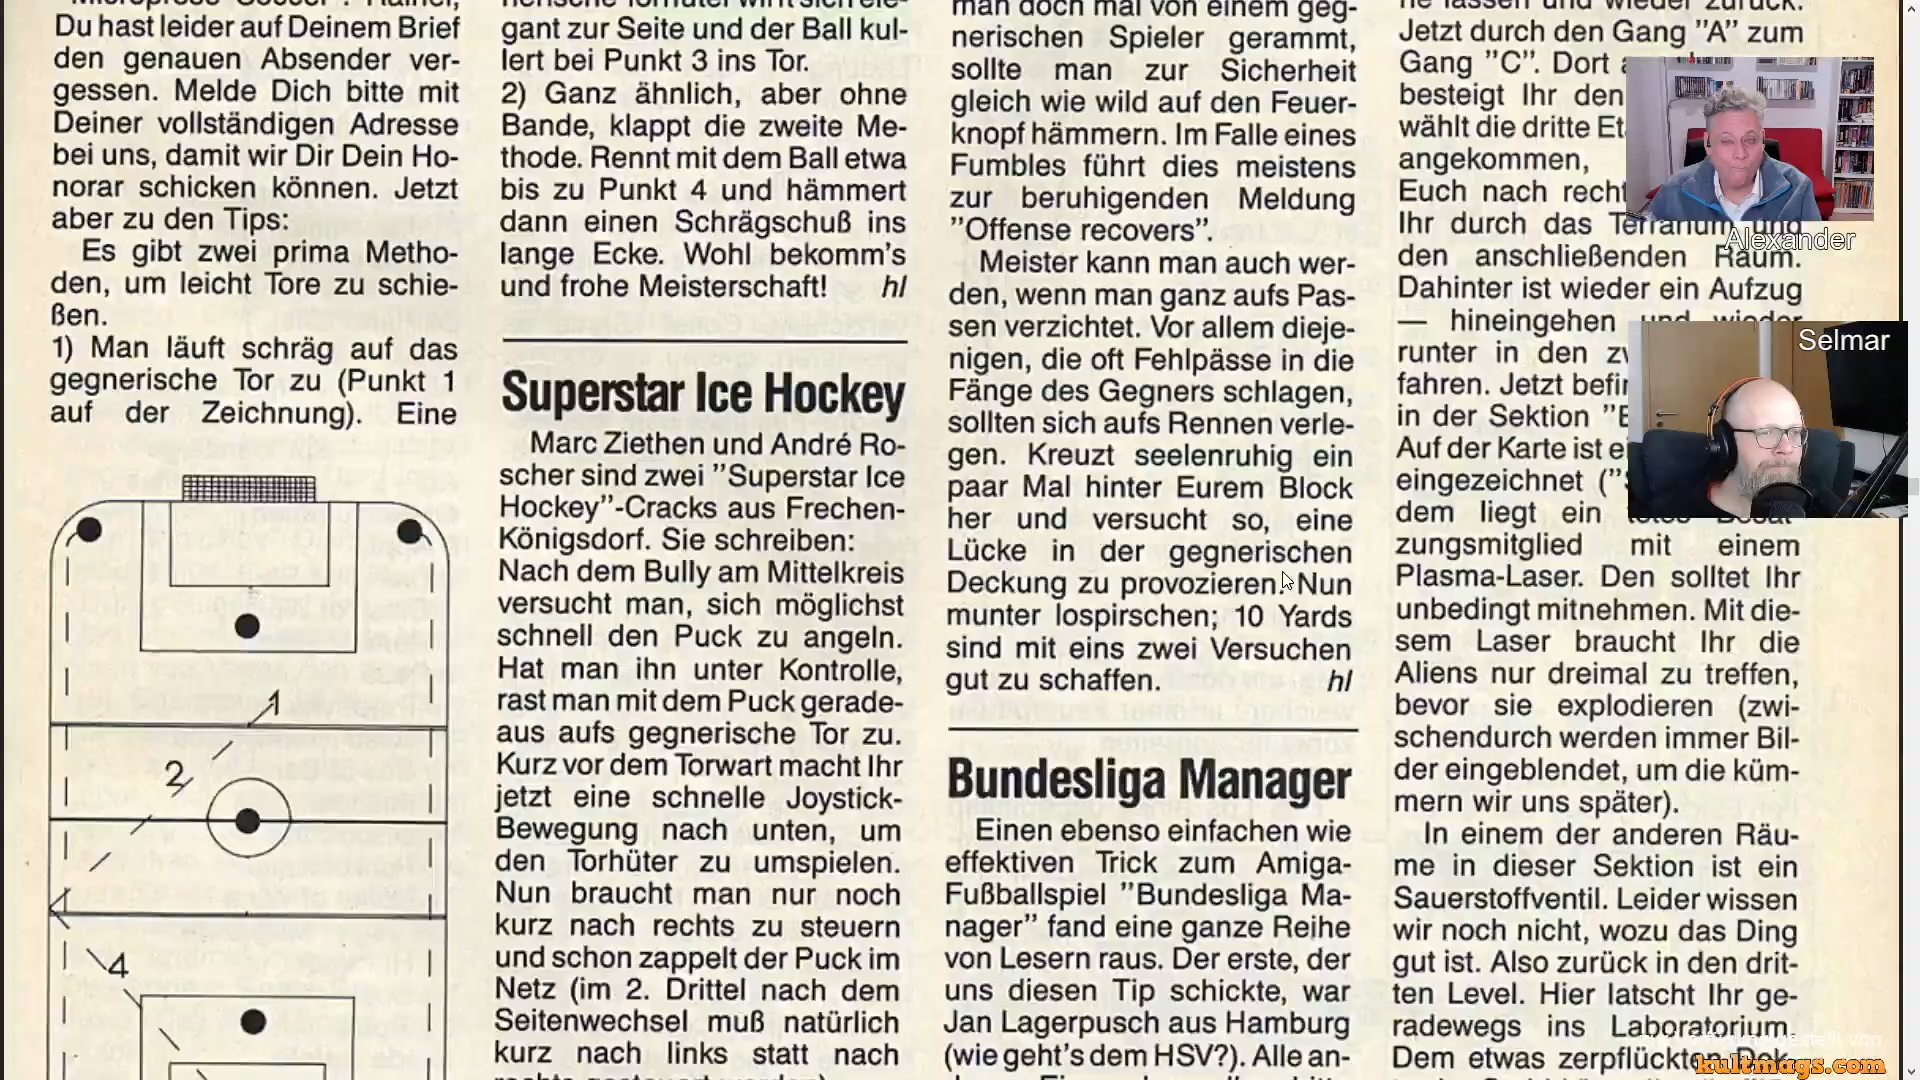 Du hast leider auf Deinem Brief
den genauen Absender ver-
gessen. Melde Dich bitte mit
Deiner vollständigen Adresse
bei uns, damit wir Dir Dein Ho-
norar schicken können. Jetzt
aber zu den Tips:
Es gibt zwei prima Metho-
den, um leicht Tore zu schie-
ßen.
1) Man läuft schräg auf das
gegnerische Tor zu (Punkt 1
auf der Zeichnung). Eine
1
2
4
gant zur Seite und der Ball kul-
lert bei Punkt 3 ins Tor.
2) Ganz ähnlich, aber ohne
Bande, klappt die zweite Me-
thode. Rennt mit dem Ball etwa
bis zu Punkt 4 und hämmert
dann einen Schrägschuß ins
lange Ecke. Wohl bekomm's
und frohe Meisterschaft! hl
Superstar Ice Hockey
Marc Ziethen und André Ro-
scher sind zwei "Superstar Ice
Hockey"-Cracks aus Frechen-
Königsdorf. Sie schreiben:
Nach dem Bully am Mittelkreis
versucht man, sich möglichst
schnell den Puck zu angeln.
Hat man ihn unter Kontrolle,
rast man mit dem Puck gerade-
aus aufs gegnerische Tor zu.
Kurz vor dem Torwart macht Ihr
jetzt eine schnelle Joystick-
Bewegung nach unten, um
den Torhüter zu umspielen.
Nun braucht man nur noch
kurz nach rechts zu steuern
und schon zappelt der Puck im
Netz (im 2. Drittel nach dem
Seitenwechsel muß natürlich
kurz nach links statt nach
man doch mal von einem geg-
nerischen Spieler gerammt,
sollte man zur Sicherheit
gleich wie wild auf den Feuer-
knopf hämmern. Im Falle eines
Fumbles führt dies meistens
zur beruhigenden Meldung
"Offense recovers".
Meister kann man auch wer-
den, wenn man ganz aufs Pas-
sen verzichtet. Vor allem dieje-
nigen, die oft Fehlpässe in die
Fänge des Gegners schlagen,
sollten sich aufs Rennen verle-
gen. Kreuzt seelenruhig ein
paar Mal hinter Eurem Block
her und versucht so, eine
Lücke in der gegnerischen
Deckung zu provozieren. Nun
munter lospirschen; 10 Yards
sind mit eins zwei Versuchen
gut zu schaffen. hl
Bundesliga Manager
Einen ebenso einfachen wie
effektiven Trick zum Amiga-
Fußballspiel "Bundesliga Ma-
nager" fand eine ganze Reihe
von Lesern raus. Der erste, der
uns diesen Tip schickte, war
Jan Lagerpusch aus Hamburg
(wie geht's dem HSV?). Alle an-
ne lassen und wieder zurück.
Jetzt durch den Gang "A" zum
Gang "C". Dort
besteigt Ihr den
wählt die dritte
angekommen,
Euch nach
Ihr durch das Terrarium und
den anschließenden Raum.
Dahinter ist wieder ein Aufzug
— hineingehen und wieder
runter in den
fahren. Jetzt
in der Sektion
Auf der Karte ist
eingezeichnet
dem liegt ein
zungsmitglied mit einem
Plasma-Laser. Den solltet Ihr
unbedingt mitnehmen. Mit die-
sem Laser braucht Ihr die
Aliens nur dreimal zu treffen,
bevor sie explodieren (zwi-
schendurch werden immer Bil-
der eingeblendet, um die küm-
mern wir uns später).
In einem der anderen Räu-
me in dieser Sektion ist ein
Sauerstoffventil. Leider wissen
wir noch nicht, wozu das Ding
gut ist. Also zurück in den drit-
ten Level. Hier latscht Ihr ge-
radewegs ins Laboratorium.
Dem etwas zerpflückten
Alexander
Selmar
kultmags.com